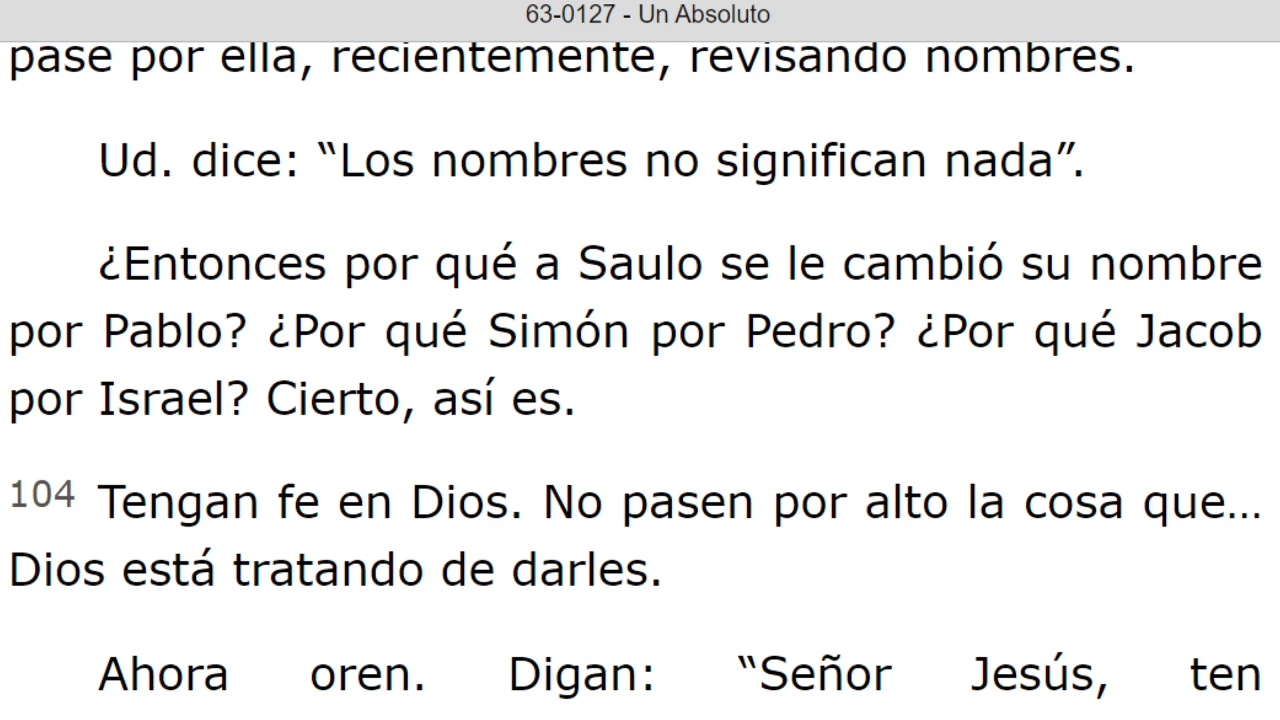 63-0127 - Un Absoluto
pase por ella, recientemente, revisando nombres.
Ud. dice: “Los nombres no significan nada”.
¿Entonces por qué a Saulo se le cambió su nombre
por Pablo? ¿Por qué Simón por Pedro? ¿Por qué Jacob
por Israel? Cierto, así es.
104 Tengan fe en Dios. No pasen por alto la cosa que…
Dios está tratando de darles.
Ahora oren. Digan: “Señor Jesús, ten